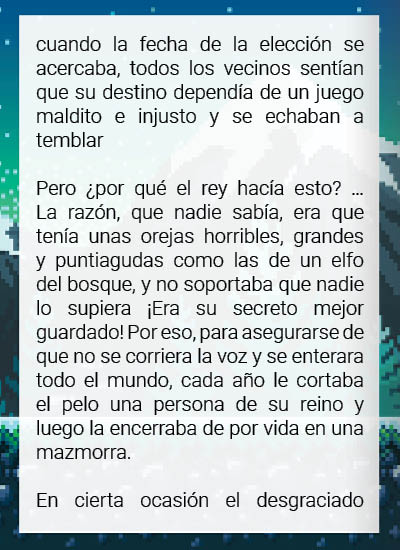 cuando la fecha de la elección se
acercaba, todos los vecinos sentían
que su destino dependía de un juego
maldito e injusto y se echaban a
temblar
Pero ¿por qué el rey hacía esto? ...
La razón, que nadie sabía, era que
tenía unas orejas horribles, grandes
y puntiagudas como las de un elfo
del bosque, y no soportaba que nadie
lo supiera ¡Era su secreto mejor
guardado! Por eso, para asegurarse de
que no se corriera la voz y se enterara
todo el mundo, cada año le cortaba
el pelo una persona de su reino y
luego la encerraba de por vida en una
mazmorra.
En cierta ocasión el desgraciado